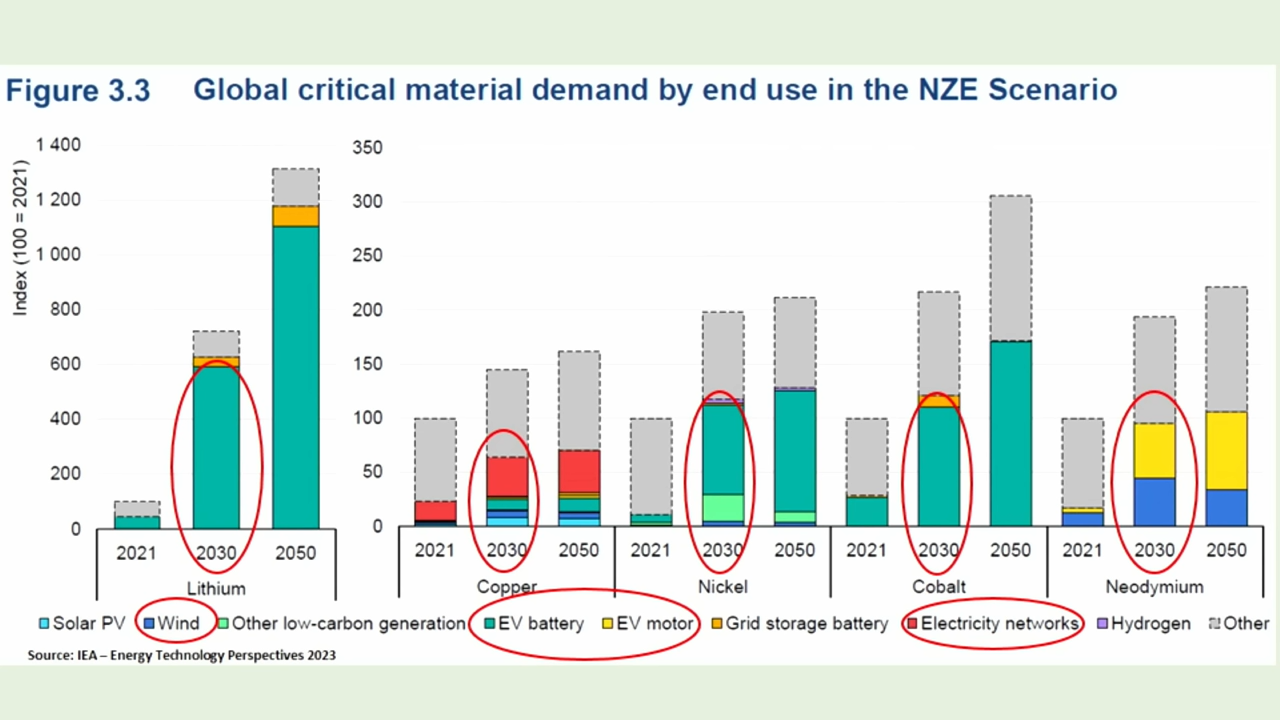 Figure 3.3 Global critical material demand by end use in the NZE Scenario
Index (100 = 2021)
1 400
1 200
1 000
800
600
400
200
0
350
300
250
200
150
100
50
0
2021 2030 2050
Lithium
2021 2030 2050
Copper
2021 2030 2050
Nickel
2021 2030 2050
Cobalt
2021 2030 2050
Neodymium
Solar PV Wind Other low-carbon generation EV battery EV motor Grid storage battery Electricity networks Hydrogen Other
Source: IEA – Energy Technology Perspectives 2023